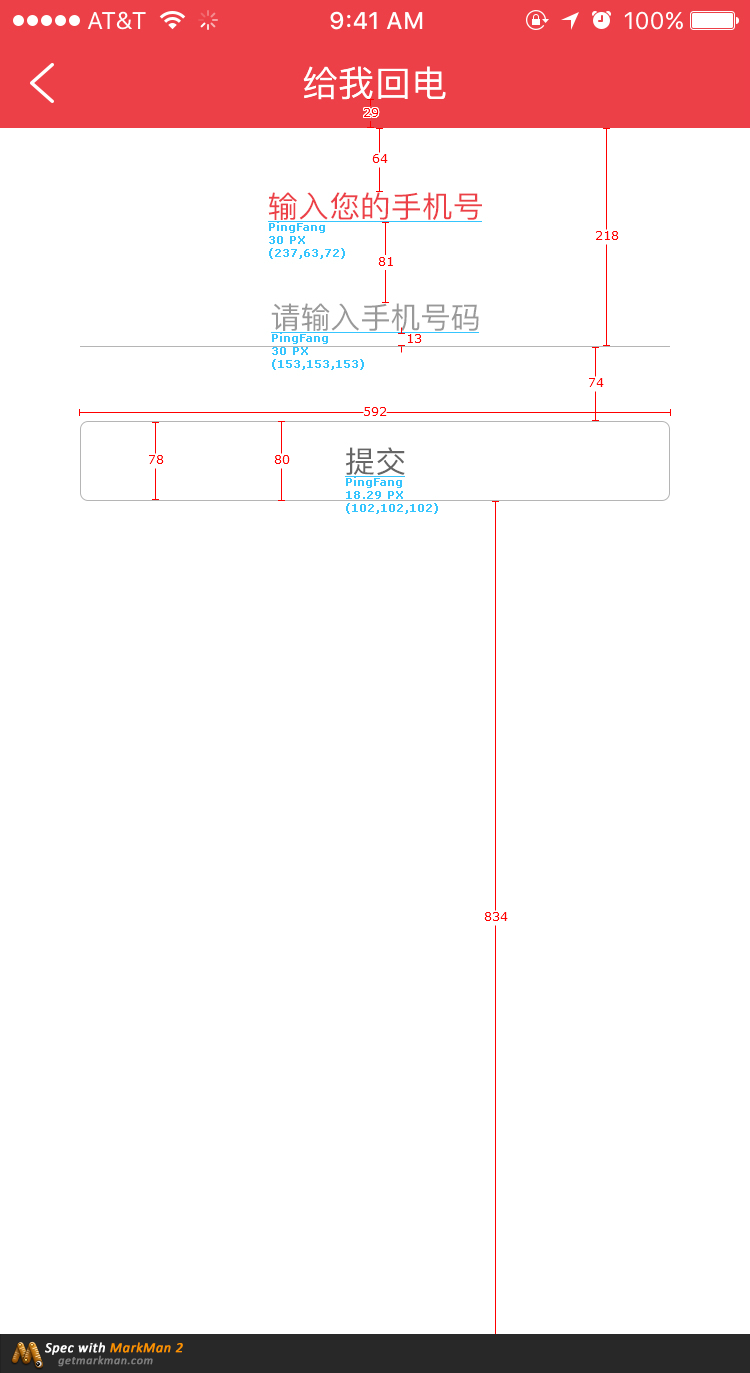 AT&T 9:41 AM 100%
给我回电
29
64
输入您的手机号
PingFang
30 PX
(237,63,72)
218
81
请输入手机号码
13
PingFang
30 PX
(153,153,153)
74
592
提交
78
80
PingFang
18.29 PX
(102,102,102)
834
Spec with MarkMan 2
getmarkman.com